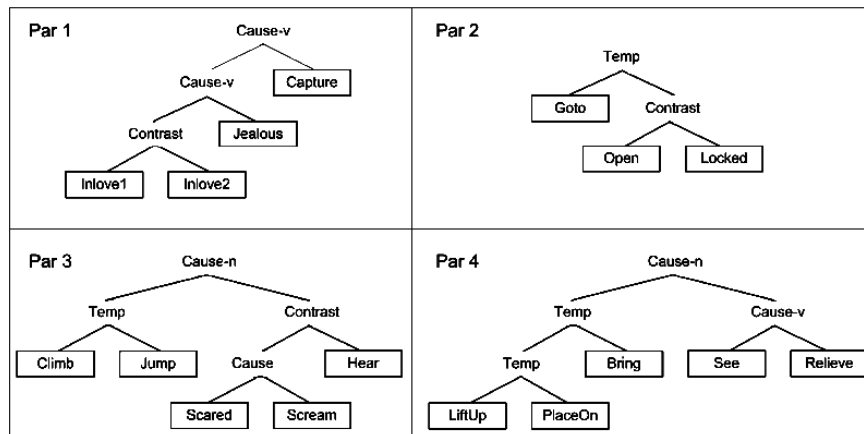 Par 1
Cause-v
Cause-v
Capture
Contrast
Jealous
Inlove1
Inlove2
Par 2
Temp
Goto
Contrast
Open
Locked
Par 3
Cause-n
Temp
Contrast
Climb
Jump
Cause
Hear
Scared
Scream
Par 4
Cause-n
Temp
Cause-v
Temp
Bring
See
Relieve
LiftUp
PlaceOn